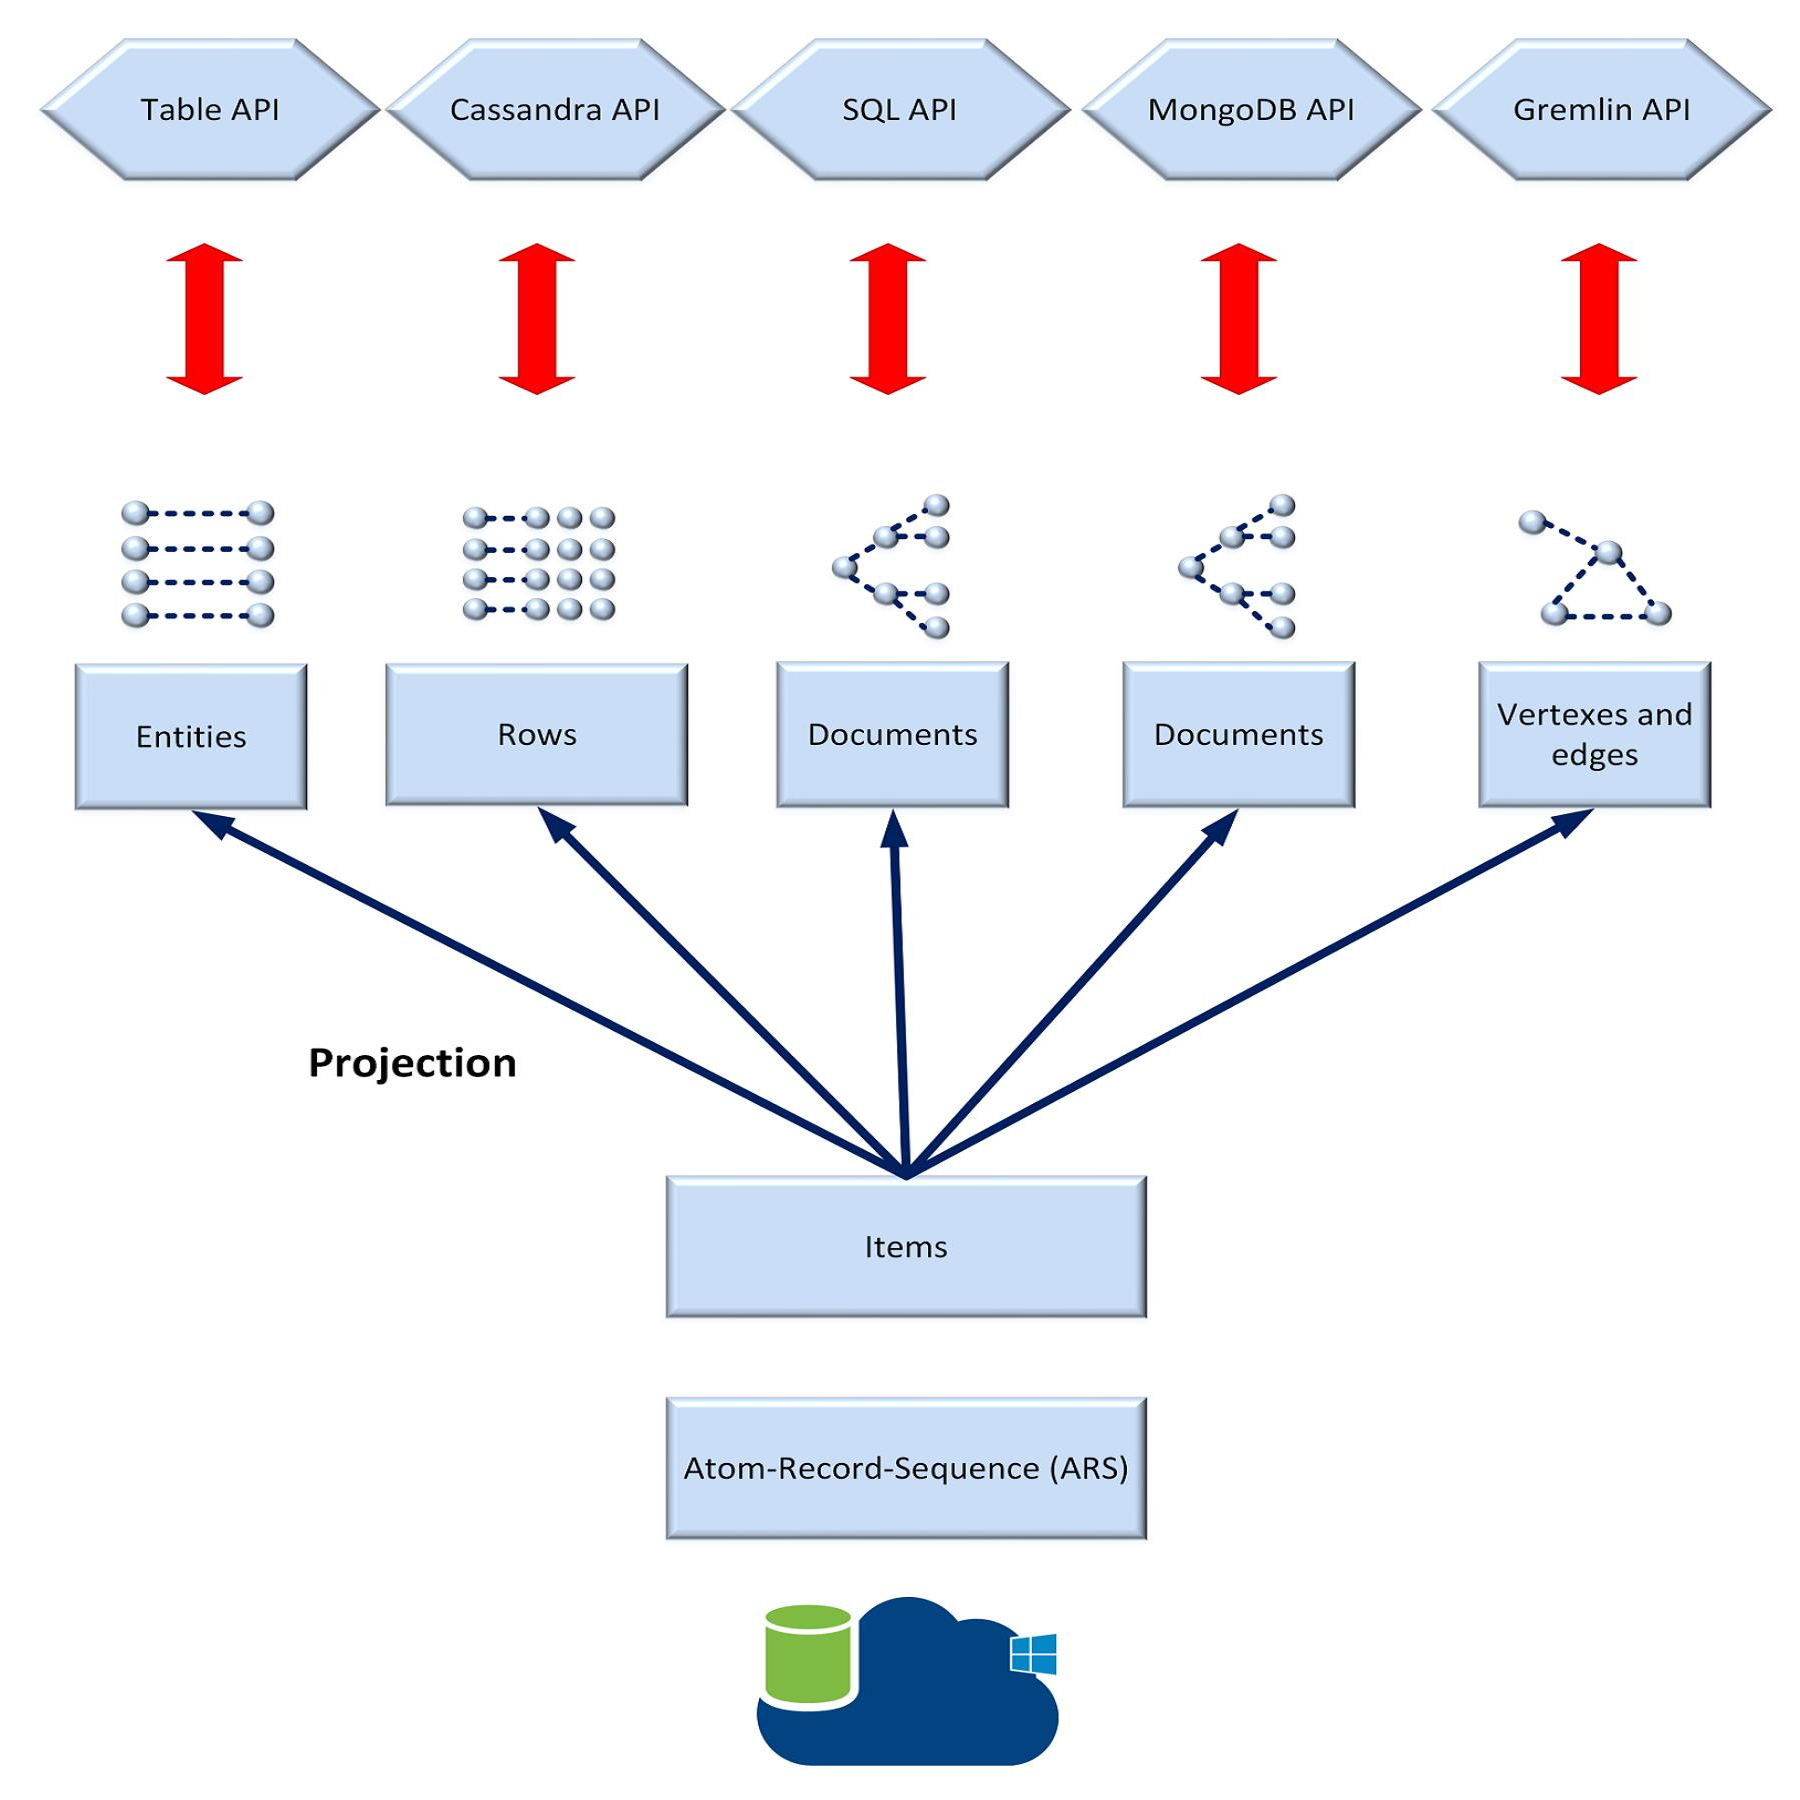 Table API
Cassandra API
SQL API
MongoDB API
Gremlin API
Entities
Rows
Documents
Documents
Vertexes and
edges
Projection
Items
Atom-Record-Sequence (ARS)